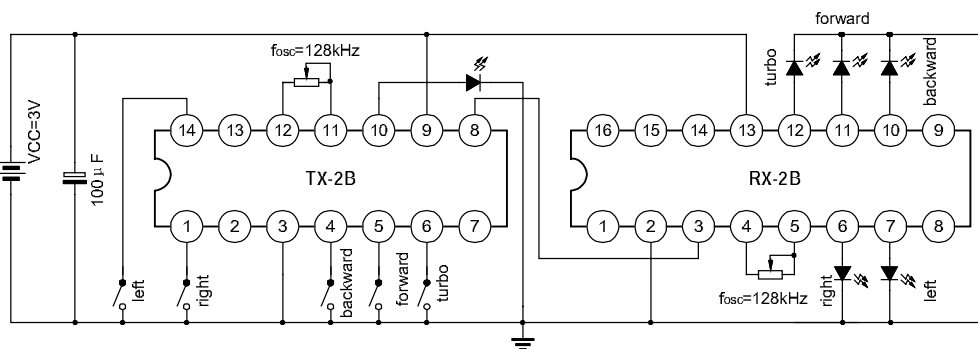 forward
fosc=128kHz
turbo
backward
VCC=3V
100 μ F
14 13 12 11 10 9 8
16 15 14 13 12 11 10 9
TX-2B
RX-2B
1 2 3 4 5 6 7
1 2 3 4 5 6 7 8
left
right
backward
forward
turbo
fosc=128kHz
right
left